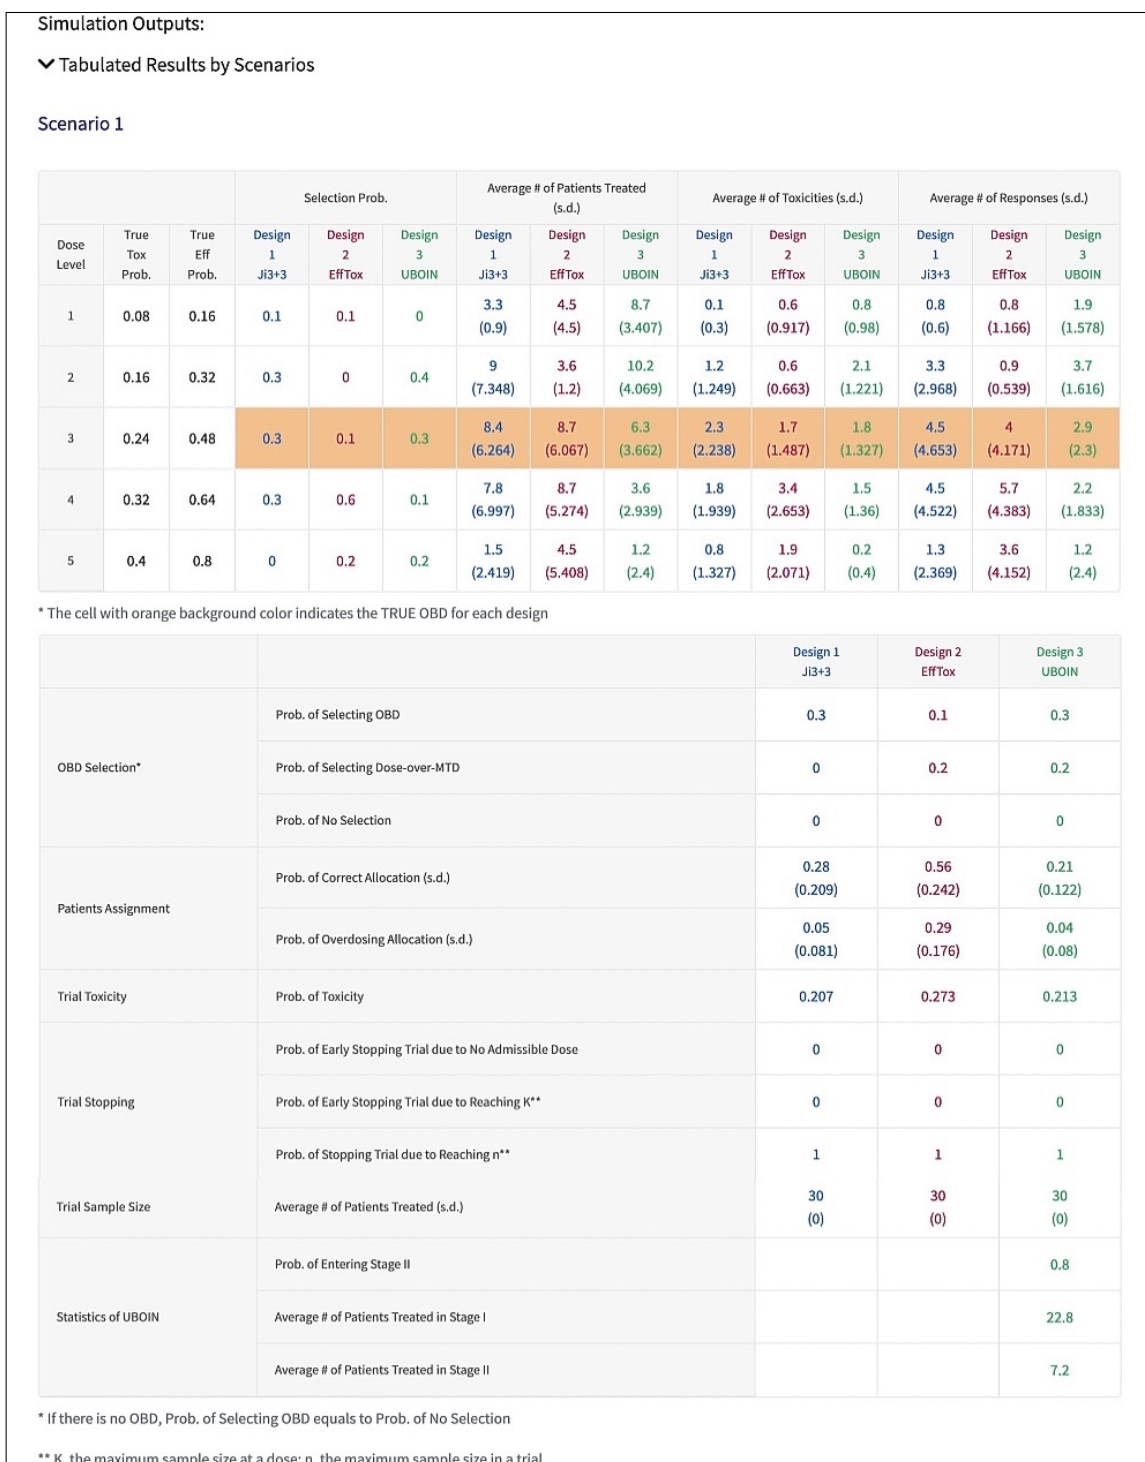 Simulation Outputs:
Tabulated Results by Scenarios
Scenario 1
Selection Prob. Average # of Patients Treated (s.d.) Average # of Toxicities (s.d.) Average # of Responses (s.d.)
Dose Level True Tox Prob. True Eff Prob. Design 1 Ji3+3 Design 2 EffTox Design 3 UBOIN Design 1 Ji3+3 Design 2 EffTox Design 3 UBOIN Design 1 Ji3+3 Design 2 EffTox Design 3 UBOIN Design 1 Ji3+3 Design 2 EffTox Design 3 UBOIN
1 0.08 0.16 0.1 0.1 0 3.3 (0.9) 4.5 (4.5) 8.7 (3.407) 0.1 (0.3) 0.6 (0.917) 0.8 (0.98) 0.8 (0.6) 0.8 (1.166) 1.9 (1.578)
2 0.16 0.32 0.3 0 0.4 9 (7.348) 3.6 (1.2) 10.2 (4.069) 1.2 (1.249) 0.6 (0.663) 2.1 (1.221) 3.3 (2.968) 0.9 (0.539) 3.7 (1.616)
3 0.24 0.48 0.3 0.1 0.3 8.4 (6.264) 8.7 (6.067) 6.3 (3.662) 2.3 (2.238) 1.7 (1.487) 1.8 (1.327) 4.5 (4.653) 4 (4.171) 2.9 (2.3)
4 0.32 0.64 0.3 0.6 0.1 7.8 (6.997) 8.7 (5.274) 3.6 (2.939) 1.8 (1.939) 3.4 (2.653) 1.5 (1.36) 4.5 (4.522) 5.7 (4.383) 2.2 (1.833)
5 0.4 0.8 0 0.2 0.2 1.5 (2.419) 4.5 (5.408) 1.2 (2.4) 0.8 (1.327) 1.9 (2.071) 0.2 (0.4) 1.3 (2.369) 3.6 (4.152) 1.2 (2.4)
* The cell with orange background color indicates the TRUE OBD for each design
Design 1 Ji3+3 Design 2 EffTox Design 3 UBOIN
OBD Selection*
Prob. of Selecting OBD 0.3 0.1 0.3
Prob. of Selecting Dose-over-MTD 0 0.2 0.2
Prob. of No Selection 0 0 0
Patients Assignment
Prob. of Correct Allocation (s.d.) 0.28 (0.209) 0.56 (0.242) 0.21 (0.122)
Prob. of Overdosing Allocation (s.d.) 0.05 (0.081) 0.29 (0.176) 0.04 (0.08)
Trial Toxicity Prob. of Toxicity 0.207 0.273 0.213
Trial Stopping
Prob. of Early Stopping Trial due to No Admissible Dose 0 0 0
Prob. of Early Stopping Trial due to Reaching K** 0 0 0
Prob. of Stopping Trial due to Reaching n** 1 1 1
Trial Sample Size Average # of Patients Treated (s.d.) 30 (0) 30 (0) 30 (0)
Statistics of UBOIN
Prob. of Entering Stage II 0.8
Average # of Patients Treated in Stage I 22.8
Average # of Patients Treated in Stage II 7.2
* If there is no OBD, Prob. of Selecting OBD equals to Prob. of No Selection
** K, the maximum sample size at a dose; n, the maximum sample size in a trial